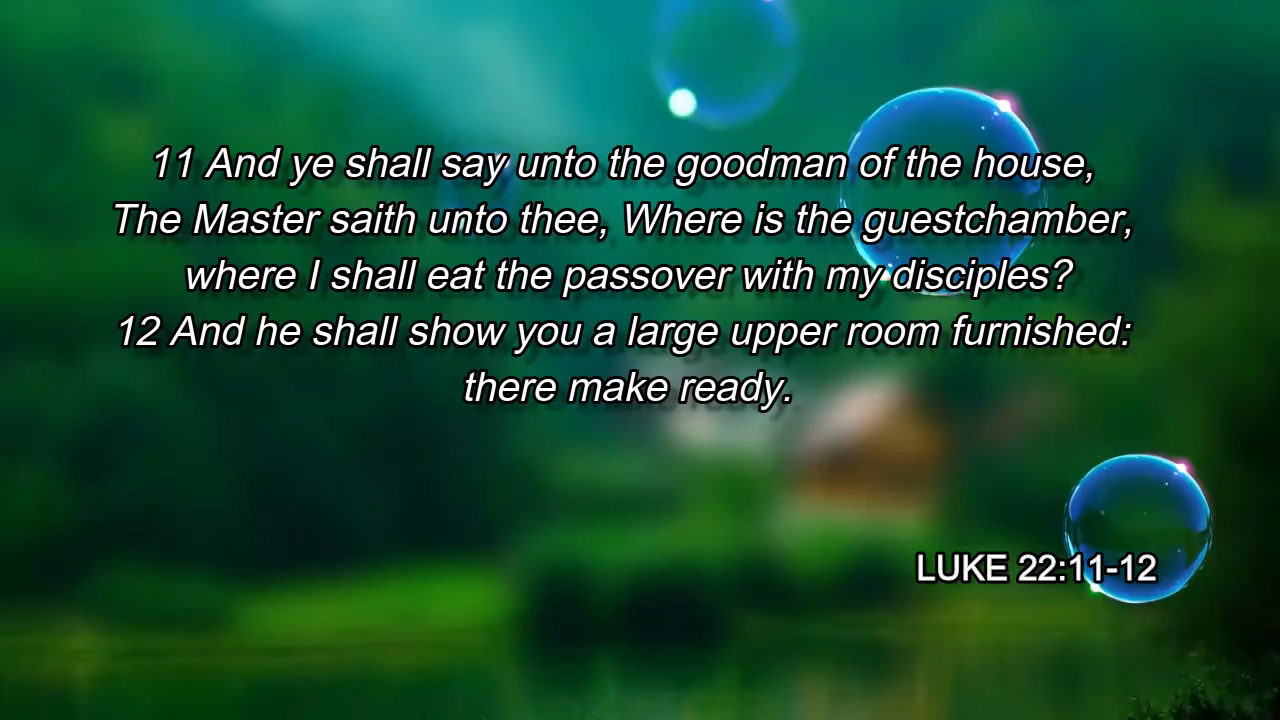 11 And ye shall say unto the goodman of the house,
The Master saith unto thee, Where is the guestchamber,
where I shall eat the passover with my disciples?
12 And he shall show you a large upper room furnished:
there make ready.
LUKE 22:11-12